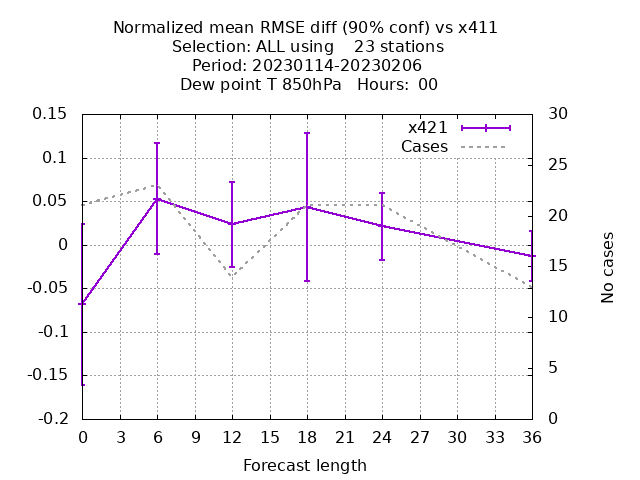 Normalized mean RMSE diff (90% conf) vs x411
Selection: ALL using    23 stations
Period: 20230114-20230206
Dew point T 850hPa   Hours:  00
x421
Cases
0.15
0.1
0.05
0
-0.05
-0.1
-0.15
-0.2
30
25
20
15
10
5
0
No cases
0 3 6 9 12 15 18 21 24 27 30 33 36
Forecast length